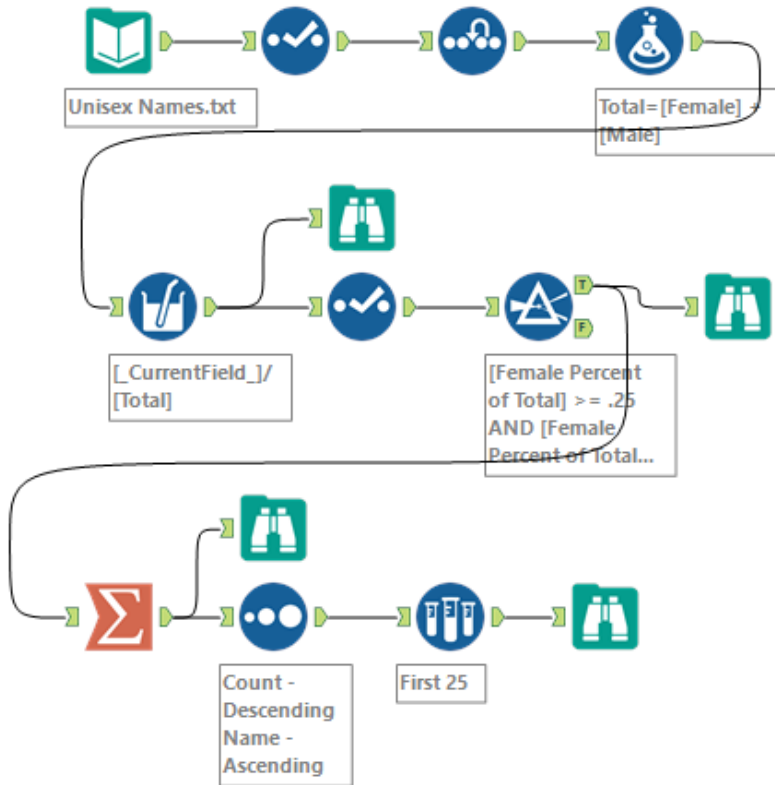 Unisex Names.txt
Total=[Female] +
[Male]
[_CurrentField_]/
[Total]
T
F
[Female Percent
of Total] >= .25
AND [Female
Percent of Total...
Count -
Descending
Name -
Ascending
First 25